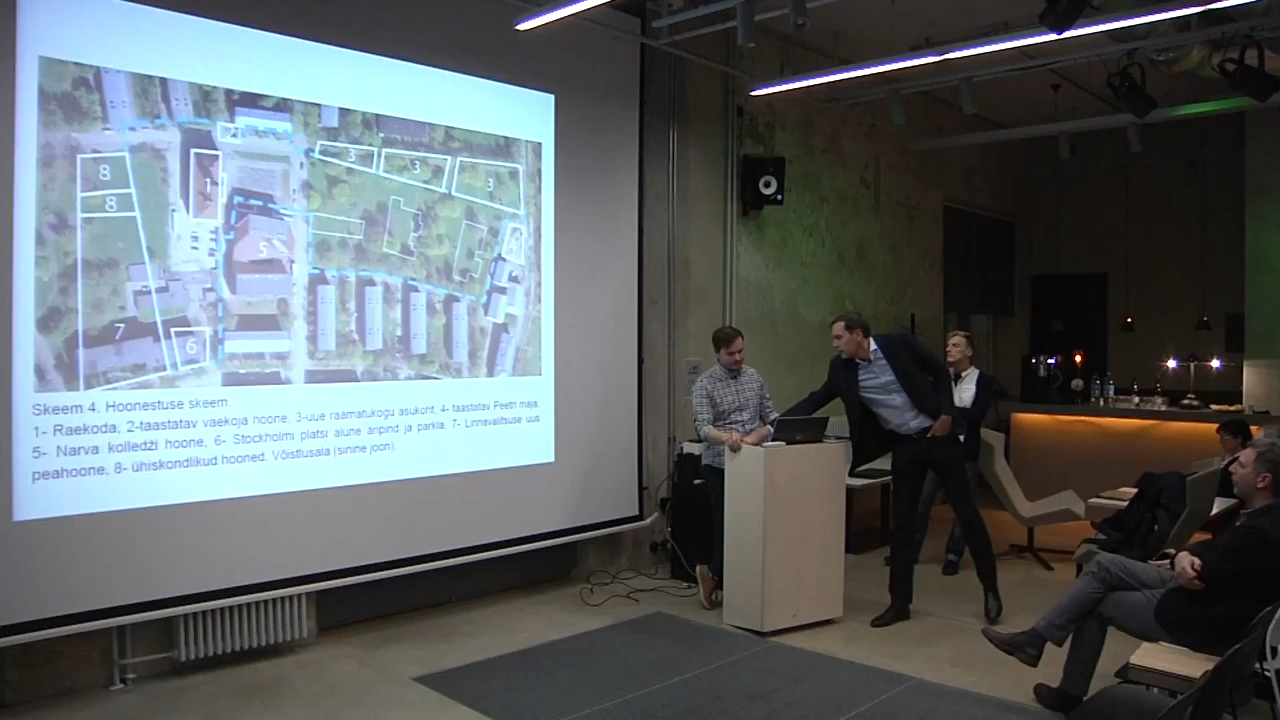 2
3
3
3
8
8
1
4
5
7
6
Skeem 4. Hoonestuse skeem.
1- Raekoda, 2-taastatav vaekoja hoone, 3-uue raamatukogu asukoht, 4- taastatav Peetri maja,
5- Narva kolledži hoone, 6- Stockholmi platsi alune äripind ja parkla, 7- Linnavalitsuse uus
peahoone, 8- ühiskondlikud hooned. Võistlusala (sinine joon).